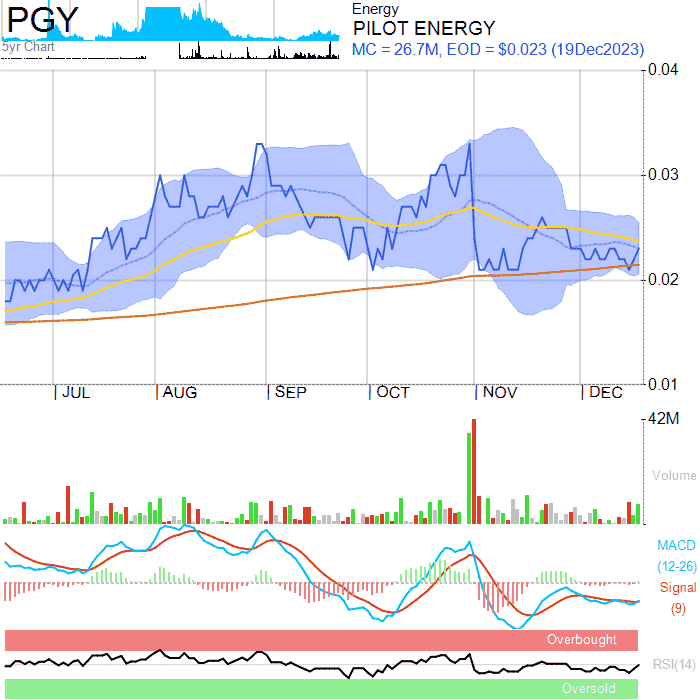 PGY
5yr Chart
Energy
PILOT ENERGY
MC = 26.7M, EOD = $0.023 (19Dec2023)
0.04
0.03
0.02
0.01
JUL
AUG
SEP
OCT
NOV
DEC
42M
Volume
MACD
(12-26)
Signal
(9)
Overbought
RSI(14)
Oversold